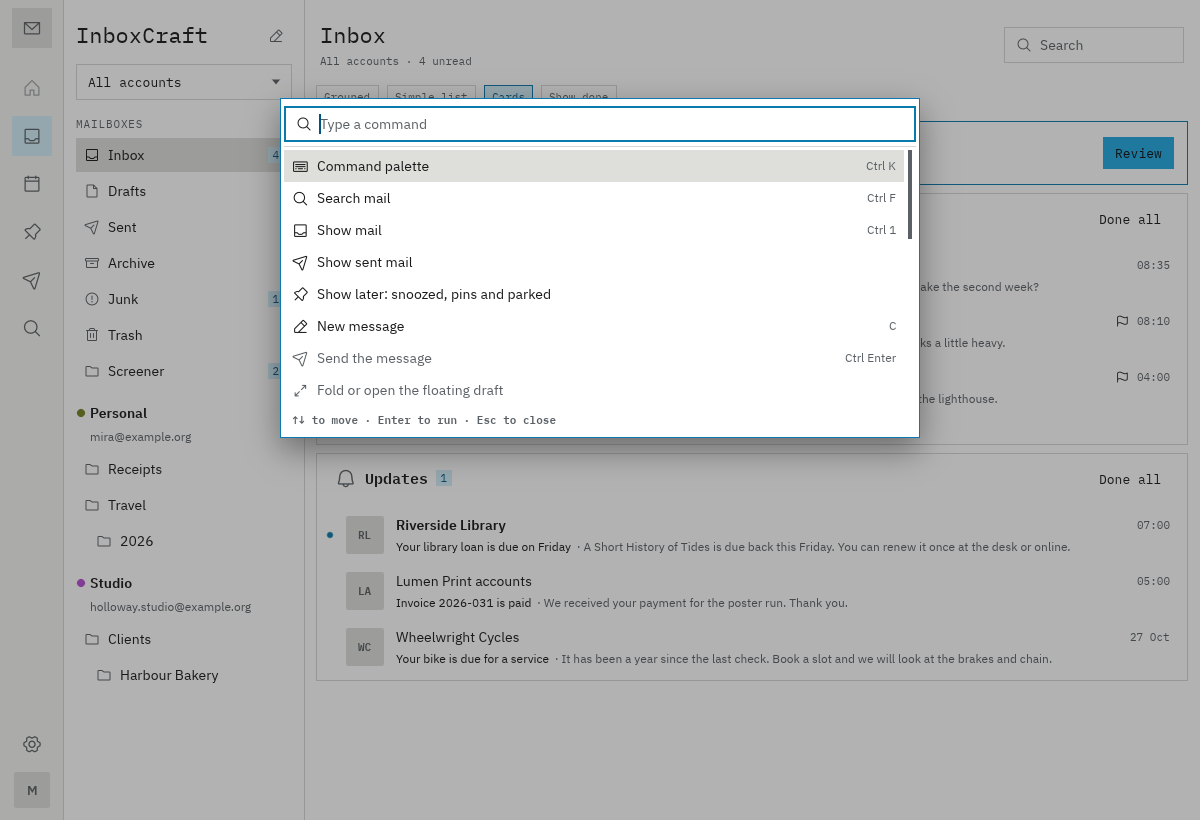 InboxCraft
All accounts
MAILBOXES
Inbox 4
Drafts
Sent
Archive
Junk 1
Trash
Screener 2
Personal
mira@example.org
Receipts
Travel
2026
Studio
holloway.studio@example.org
Clients
Harbour Bakery
M
Inbox
All accounts · 4 unread
Search
Grouped Simple list Cards Show done
Review
Type a command
Command palette Ctrl K
Search mail Ctrl F
Show mail Ctrl 1
Show sent mail
Show later: snoozed, pins and parked
New message C
Send the message Ctrl Enter
Fold or open the floating draft
↑↓ to move · Enter to run · Esc to close
Done all
08:35
the second week?
08:10
a little heavy.
04:00
the lighthouse.
Updates 1 Done all
RL Riverside Library 07:00
Your library loan is due on Friday · A Short History of Tides is due back this Friday. You can renew it once at the desk or online.
LA Lumen Print accounts 05:00
Invoice 2026-031 is paid · We received your payment for the poster run. Thank you.
WC Wheelwright Cycles 27 Oct
Your bike is due for a service · It has been a year since the last check. Book a slot and we will look at the brakes and chain.